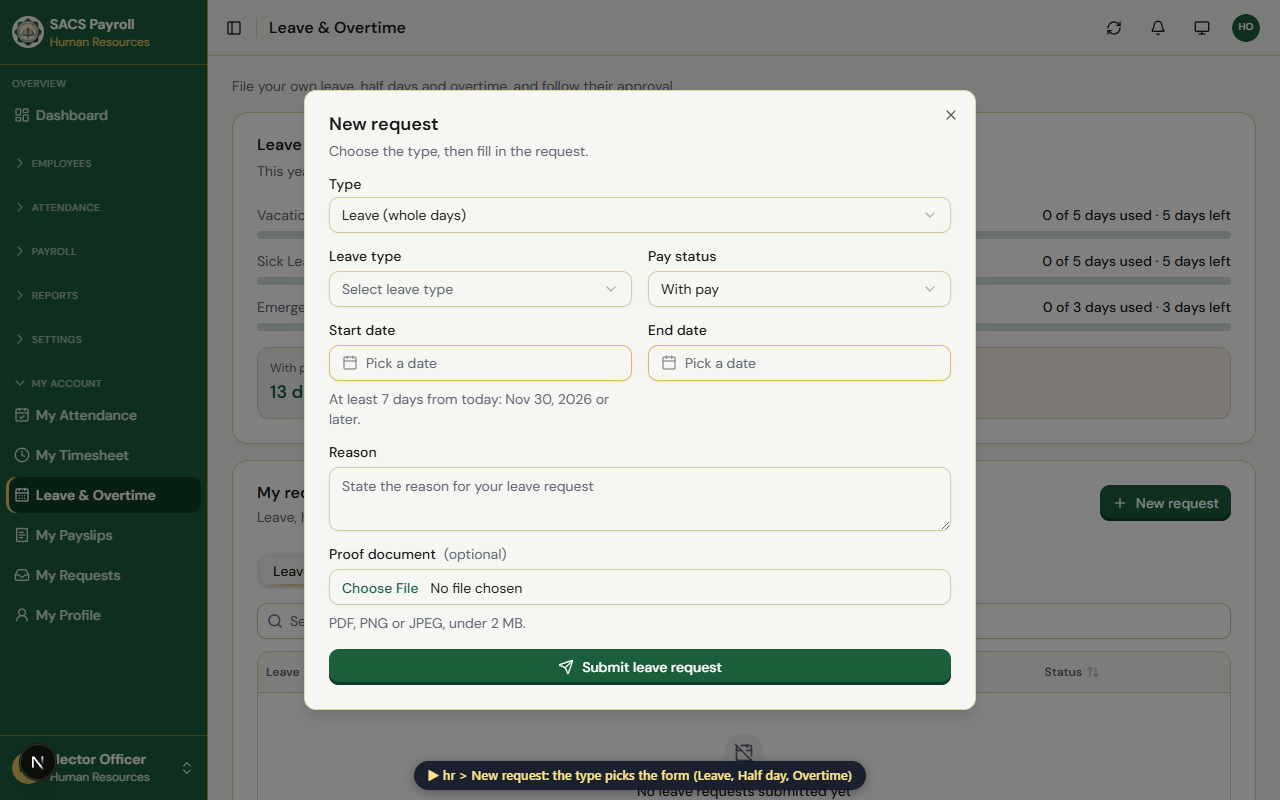 SACS Payroll
Human Resources
Leave & Overtime
HO
OVERVIEW
Dashboard
EMPLOYEES
ATTENDANCE
PAYROLL
REPORTS
SETTINGS
MY ACCOUNT
My Attendance
My Timesheet
Leave & Overtime
My Payslips
My Requests
My Profile
N
lector Officer
Human Resources
File your own leave, half days and overtime, and follow their approval.
Leave
This yea
0 of 5 days used · 5 days left
Sick Le
0 of 5 days used · 5 days left
0 of 3 days used · 3 days left
With p
13 d
My rec
New request
Leave
Status
No leave requests submitted yet
New request
Choose the type, then fill in the request.
Type
Leave (whole days)
Leave type
Pay status
Select leave type
With pay
Start date
End date
Pick a date
Pick a date
At least 7 days from today: Nov 30, 2026 or
later.
Reason
State the reason for your leave request
Proof document (optional)
Choose File No file chosen
PDF, PNG or JPEG, under 2 MB.
Submit leave request
▶ hr > New request: the type picks the form (Leave, Half day, Overtime)